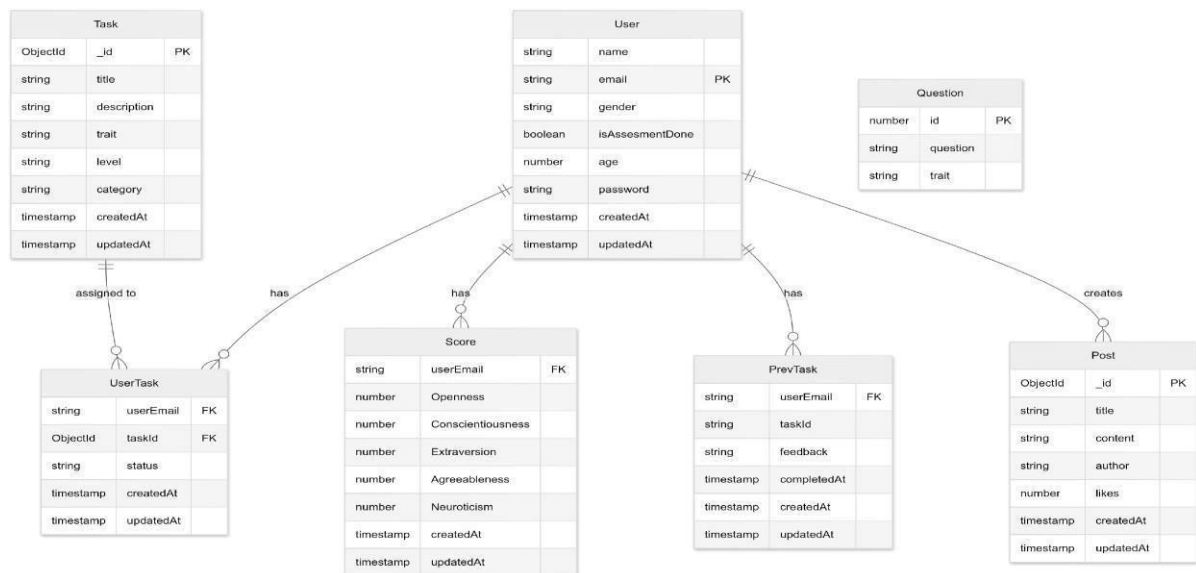 Task
ObjectId _id PK
string title
string description
string trait
string level
string category
timestamp createdAt
timestamp updatedAt
User
string name
string email PK
string gender
boolean isAssesmentDone
number age
string password
timestamp createdAt
timestamp updatedAt
Question
number id PK
string question
string trait
assigned to
has
has
has
creates
UserTask
string userEmail FK
ObjectId taskId FK
string status
timestamp createdAt
timestamp updatedAt
Score
string userEmail FK
number Openness
number Conscientiousness
number Extraversion
number Agreeableness
number Neuroticism
timestamp createdAt
timestamp updatedAt
PrevTask
string userEmail FK
string taskId
string feedback
timestamp completedAt
timestamp createdAt
timestamp updatedAt
Post
ObjectId _id PK
string title
string content
string author
number likes
timestamp createdAt
timestamp updatedAt